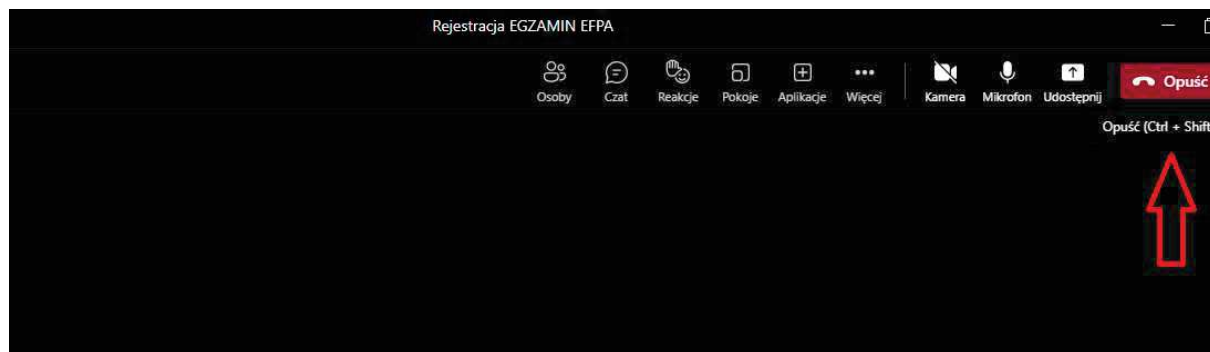 Rejestracja EGZAMIN EFPA
Osoby Czat Reakcje Pokoje Aplikacje Więcej Kamera Mikrofon Udostępnij Opuść
Opuść (Ctrl + Shift